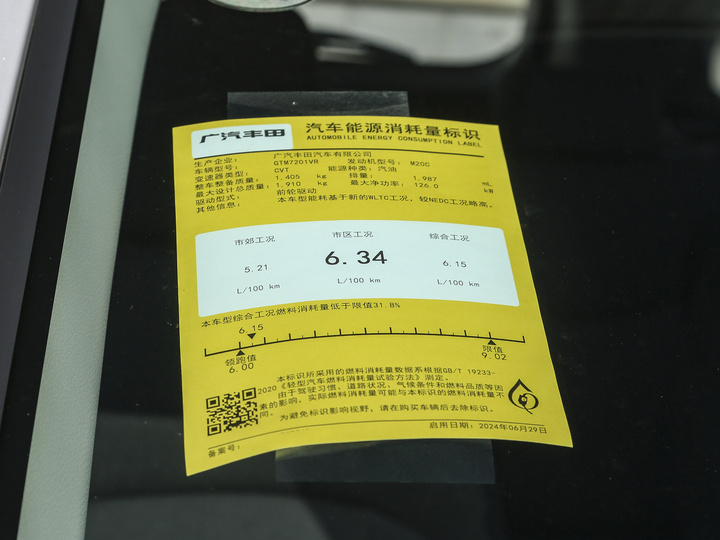 广汽丰田
汽车能源消耗量标识
AUTOMOBILE ENERGY CONSUMPTION LABEL
生产企业： 广汽丰田汽车有限公司
车辆型号： GTM7201VR 发动机型号： M20C
变速器类型： CVT 能源种类：汽油
整车整备质量： 1.405 kg 排量： 1.987 mL
最大设计总质量： 1.910 kg 最大净功率： 126.0 kW
驱动型式： 前轮驱动
其他信息： 本车型能耗基于新的WLTC工况，较NEDC工况略高。
市郊工况 市区工况 综合工况
5.21 6.34 6.15
L/100 km L/100 km L/100 km
本车型综合工况燃料消耗量低于限值31.8%
6.15
领跑值 限值
6.00 9.02
本标识所采用的燃料消耗量数据系根据GB/T 19233-
2020《轻型汽车燃料消耗量试验方法》测定。
由于驾驶习惯、道路状况、气候条件和燃料品质等因
素的影响，实际燃料消耗量可能与本标识的燃料消耗量不
同。
为避免标识影响视野，请在购买车辆后去除标识。
备案号： 启用日期：2024年06月29日